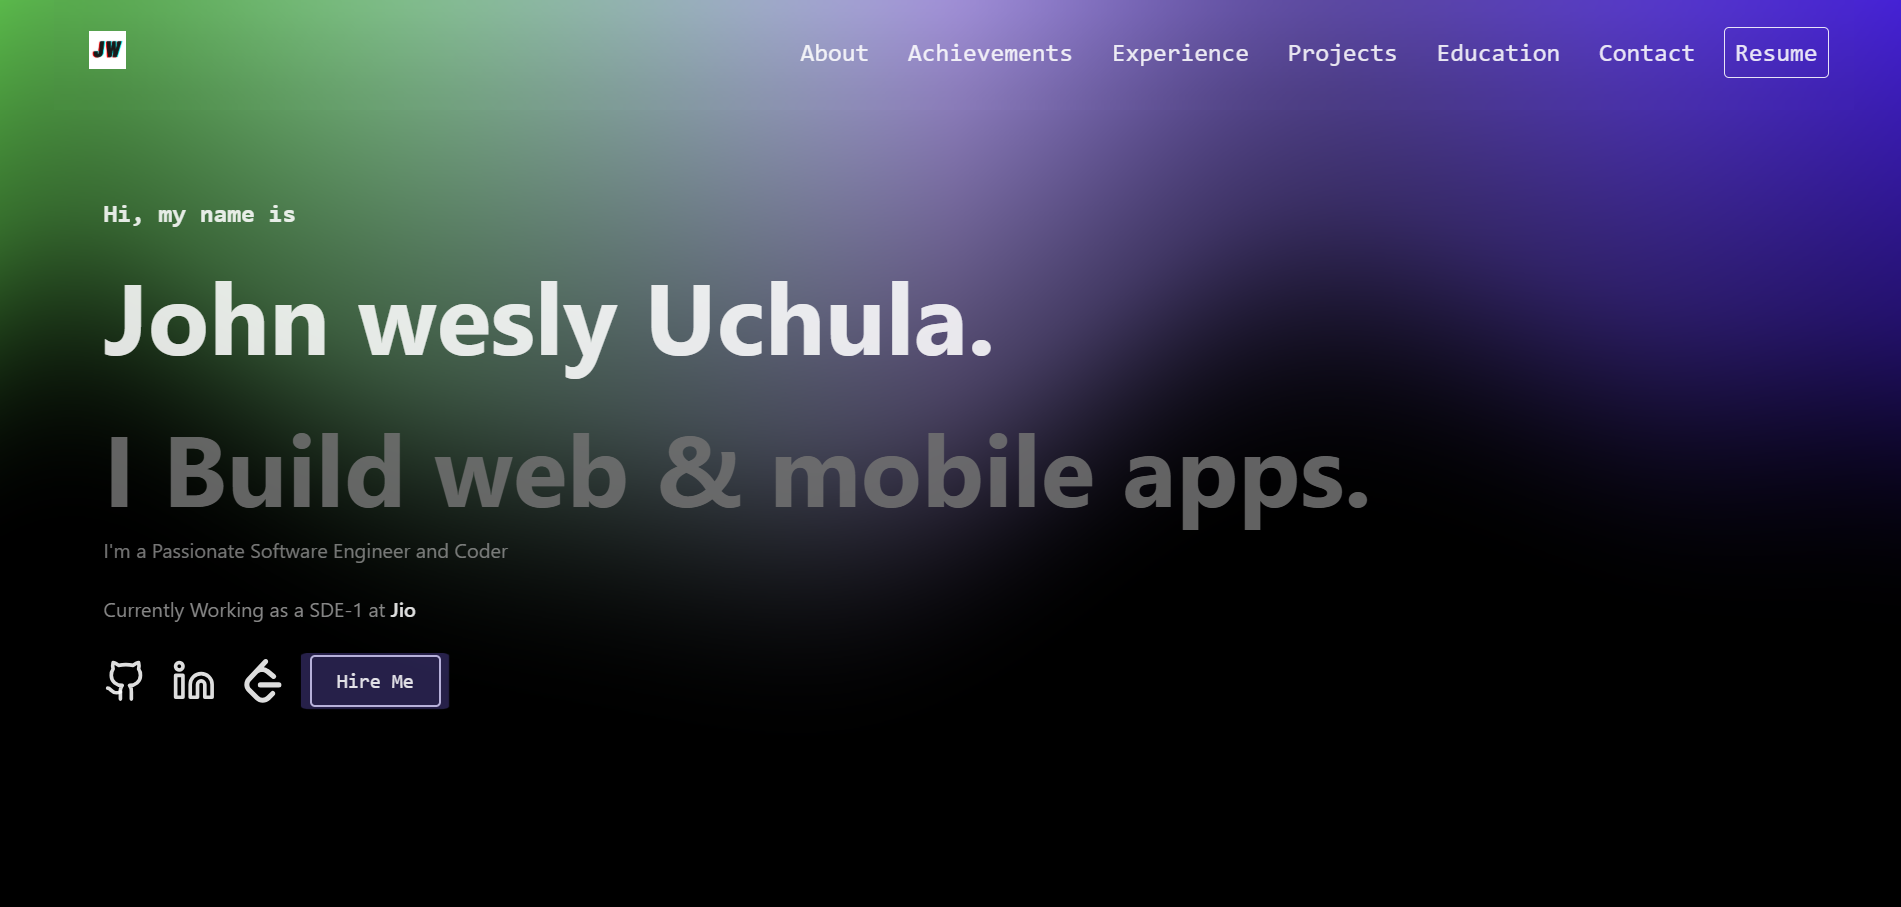 JW
About Achievements Experience Projects Education Contact Resume
Hi, my name is
John wesly Uchula.
I Build web & mobile apps.
I'm a Passionate Software Engineer and Coder
Currently Working as a SDE-1 at Jio
Hire Me